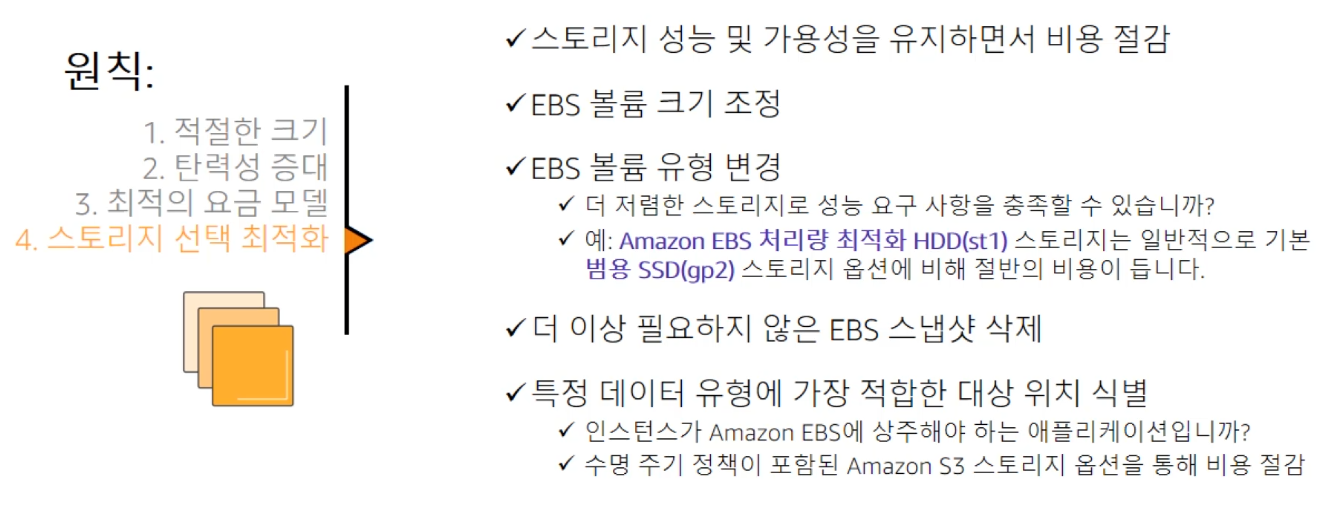 원칙:
1. 적절한 크기
2. 탄력성 증대
3. 최적의 요금 모델
4. 스토리지 선택 최적화
✓스토리지 성능 및 가용성을 유지하면서 비용 절감
✓EBS 볼륨 크기 조정
✓EBS 볼륨 유형 변경
✓ 더 저렴한 스토리지로 성능 요구 사항을 충족할 수 있습니까?
✓ 예: Amazon EBS 처리량 최적화 HDD(st1) 스토리지는 일반적으로 기본
범용 SSD(gp2) 스토리지 옵션에 비해 절반의 비용이 듭니다.
✓더 이상 필요하지 않은 EBS 스냅샷 삭제
✓특정 데이터 유형에 가장 적합한 대상 위치 식별
✓ 인스턴스가 Amazon EBS에 상주해야 하는 애플리케이션입니까?
✓ 수명 주기 정책이 포함된 Amazon S3 스토리지 옵션을 통해 비용 절감